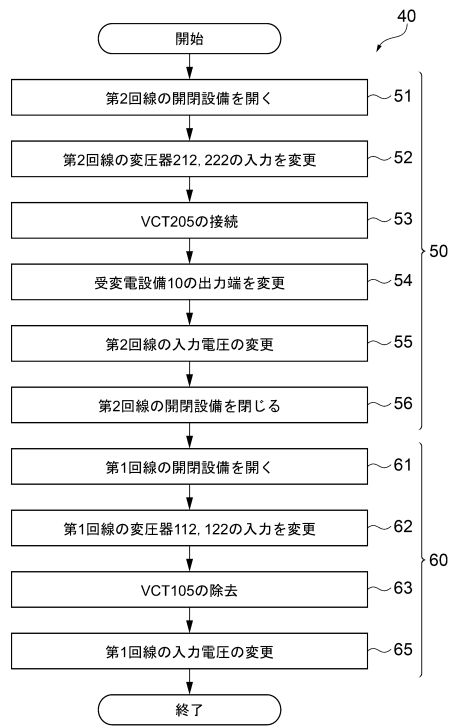 40
開始
第2回線の開閉設備を開く 51
第2回線の変圧器212, 222の入力を変更 52
VCT205の接続 53
50
受変電設備10の出力端を変更 54
第2回線の入力電圧の変更 55
第2回線の開閉設備を閉じる 56
第1回線の開閉設備を開く 61
第1回線の変圧器112, 122の入力を変更 62
60
VCT105の除去 63
第1回線の入力電圧の変更 65
終了